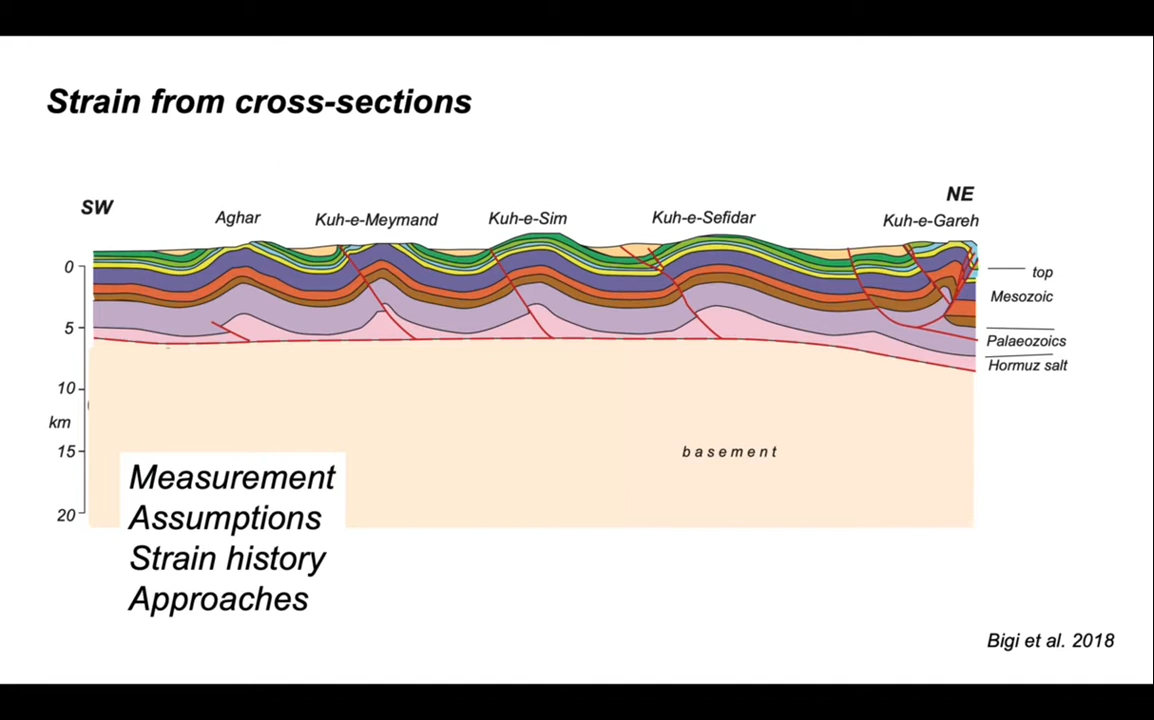 Strain from cross-sections
SW
NE
Aghar
Kuh-e-Meymand
Kuh-e-Sim
Kuh-e-Sefidar
Kuh-e-Gareh
0
5
10
km
15
20
top
Mesozoic
Palaeozoics
Hormuz salt
basement
Measurement
Assumptions
Strain history
Approaches
Bigi et al. 2018